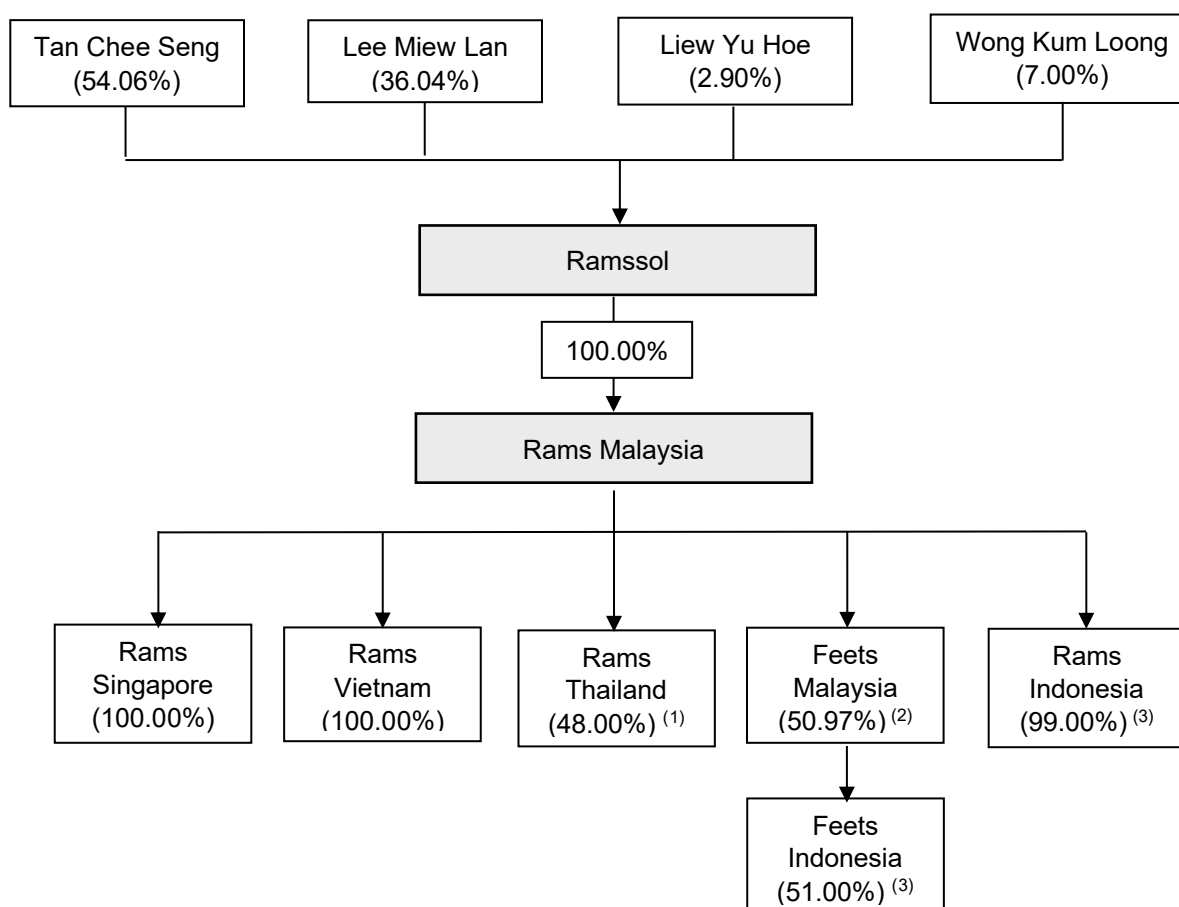 Tan Chee Seng
(54.06%)
Lee Miew Lan
(36.04%)
Liew Yu Hoe
(2.90%)
Wong Kum Loong
(7.00%)
Ramssol
100.00%
Rams Malaysia
Rams
Singapore
(100.00%)
Rams
Vietnam
(100.00%)
Rams
Thailand
(48.00%) (1)
Feets
Malaysia
(50.97%) (2)
Rams
Indonesia
(99.00%) (3)
Feets
Indonesia
(51.00%) (3)